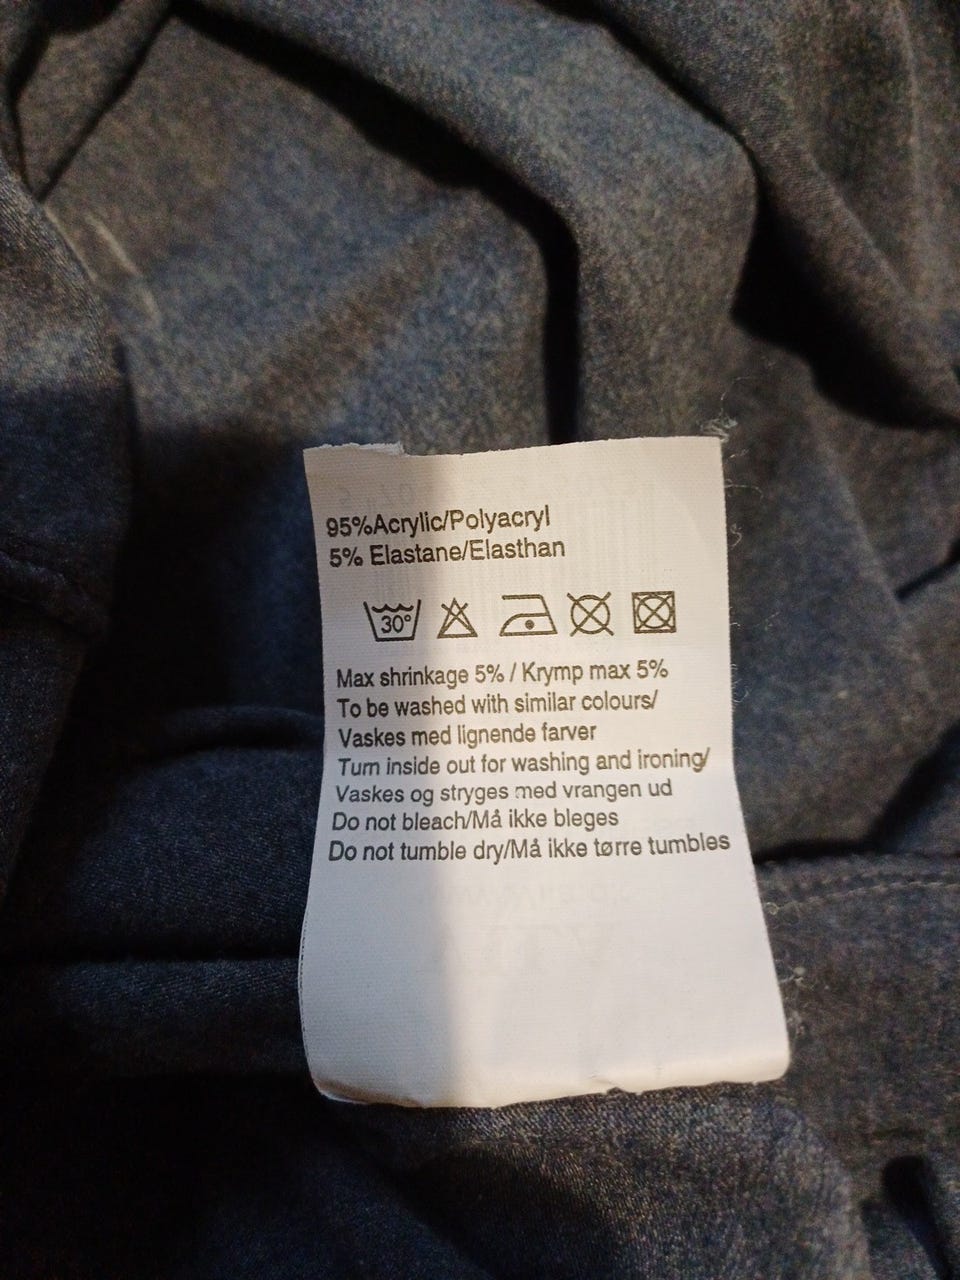 95%Acrylic/Polyacryl
5% Elastane/Elasthan
30°
Max shrinkage 5% / Krymp max 5%
To be washed with similar colours/
Vaskes med lignende farver
Turn inside out for washing and ironing/
Vaskes og stryges med vrangen ud
Do not bleach/Må ikke bleges
Do not tumble dry/Må ikke tørre tumbles